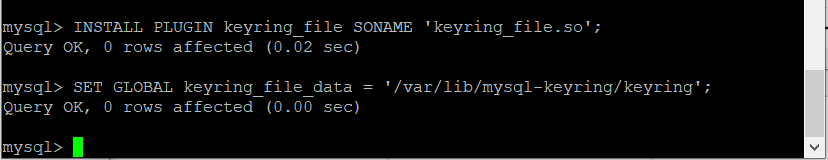 mysql> INSTALL PLUGIN keyring_file SONAME 'keyring_file.so';
Query OK, 0 rows affected (0.02 sec)
mysql> SET GLOBAL keyring_file_data = '/var/lib/mysql-keyring/keyring';
Query OK, 0 rows affected (0.00 sec)
mysql>